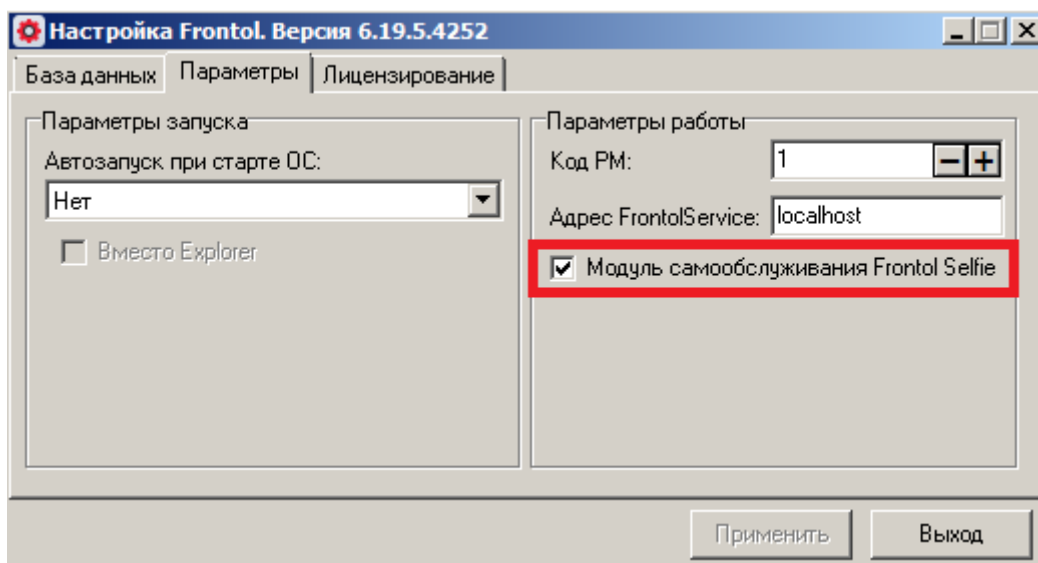 Настройка Frontol. Версия 6.19.5.4252
База данных Параметры Лицензирование
Параметры запуска
Автозапуск при старте ОС:
Нет
Вместо Explorer
Параметры работы
Код РМ: 1
Адрес FrontolService: localhost
Модуль самообслуживания Frontol Selfie
Применить Выход